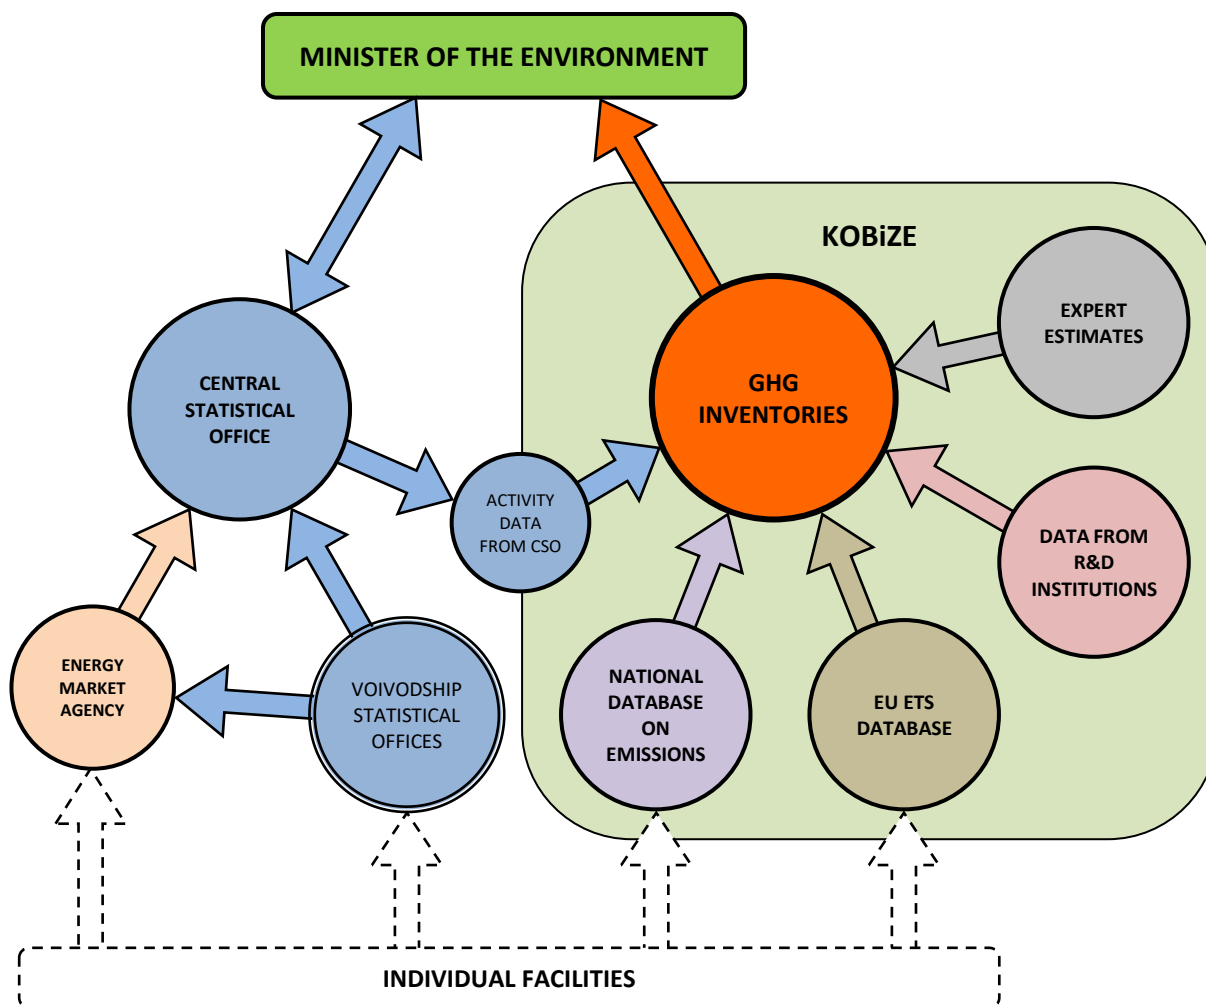 MINISTER OF THE ENVIRONMENT
KOBiZE
EXPERT
ESTIMATES
CENTRAL
STATISTICAL
OFFICE
GHG
INVENTORIES
ACTIVITY
DATA
FROM CSO
DATA FROM
R&D
INSTITUTIONS
ENERGY
MARKET
AGENCY
VOIVODSHIP
STATISTICAL
OFFICES
NATIONAL
DATABASE
ON
EMISSIONS
EU ETS
DATABASE
INDIVIDUAL FACILITIES